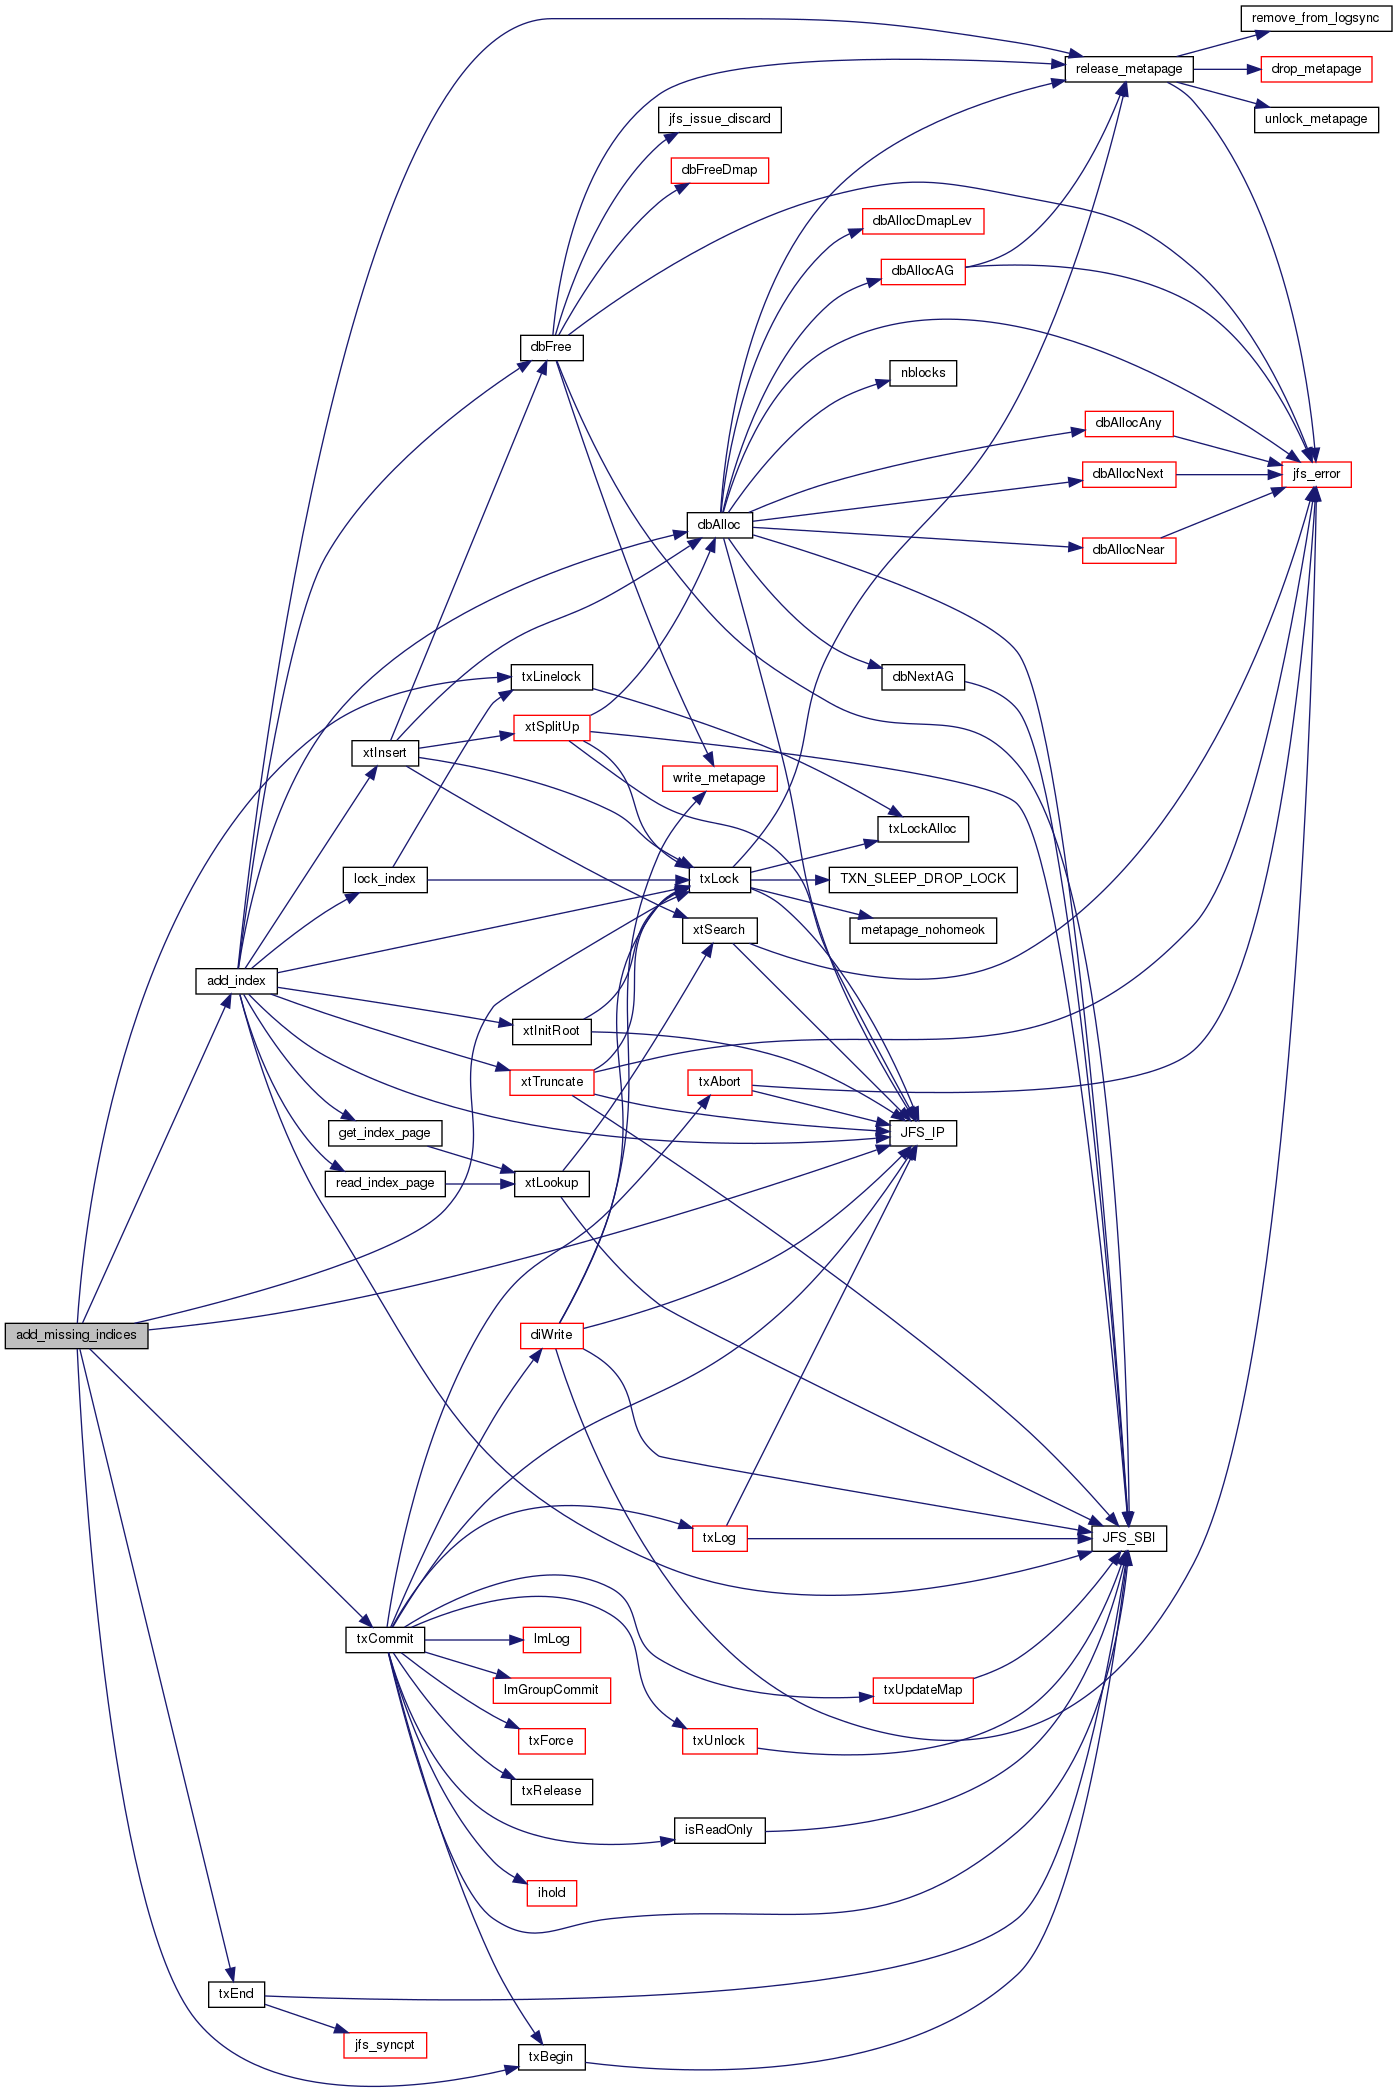 remove_from_logsync
release_metapage
drop_metapage
jfs_issue_discard
unlock_metapage
dbFreeDmap
dbAllocDmapLev
dbAllocAG
dbFree
nblocks
dbAllocAny
dbAllocNext
jfs_error
dbAlloc
dbAllocNear
txLinelock
dbNextAG
xtSplitUp
xtInsert
write_metapage
txLockAlloc
lock_index
txLock
TXN_SLEEP_DROP_LOCK
xtSearch
metapage_nohomeok
add_index
xtInitRoot
xtTruncate
txAbort
get_index_page
JFS_IP
read_index_page
xtLookup
add_missing_indices
diWrite
txLog
JFS_SBI
txCommit
lmLog
lmGroupCommit
txUpdateMap
txForce
txUnlock
txRelease
isReadOnly
ihold
txEnd
jfs_syncpt
txBegin